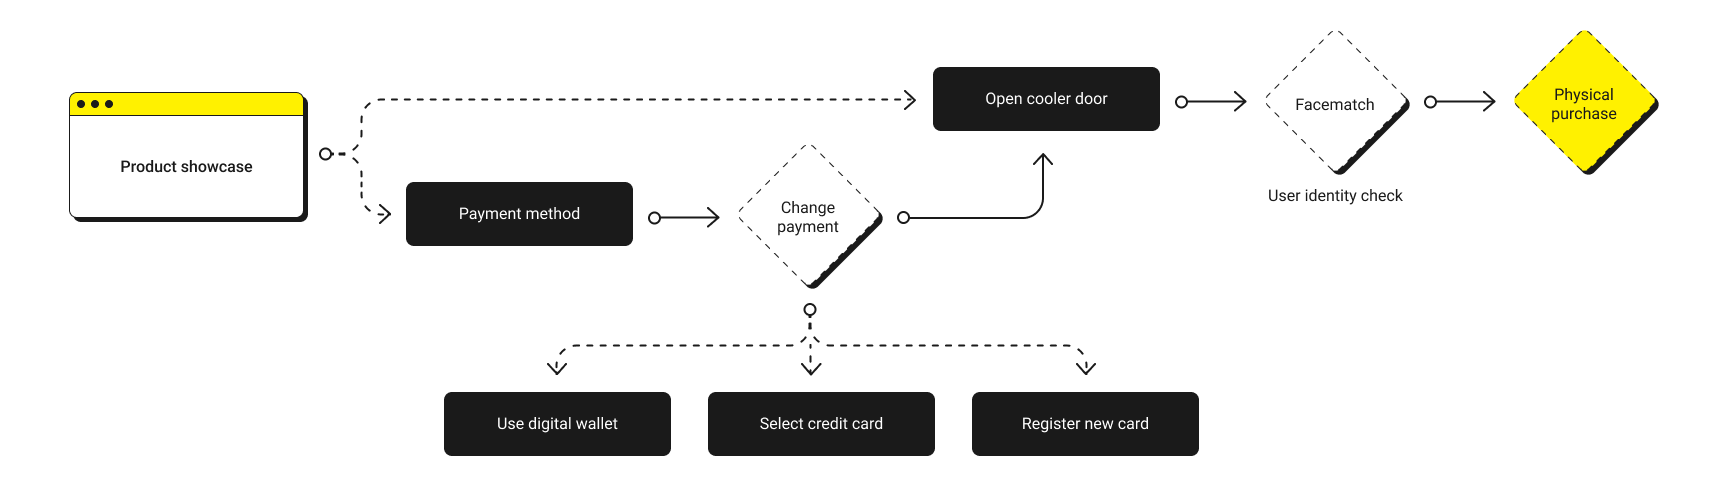 Product showcase
Open cooler door
Facematch
Physical
purchase
User identity check
Payment method
Change
payment
Use digital wallet
Select credit card
Register new card